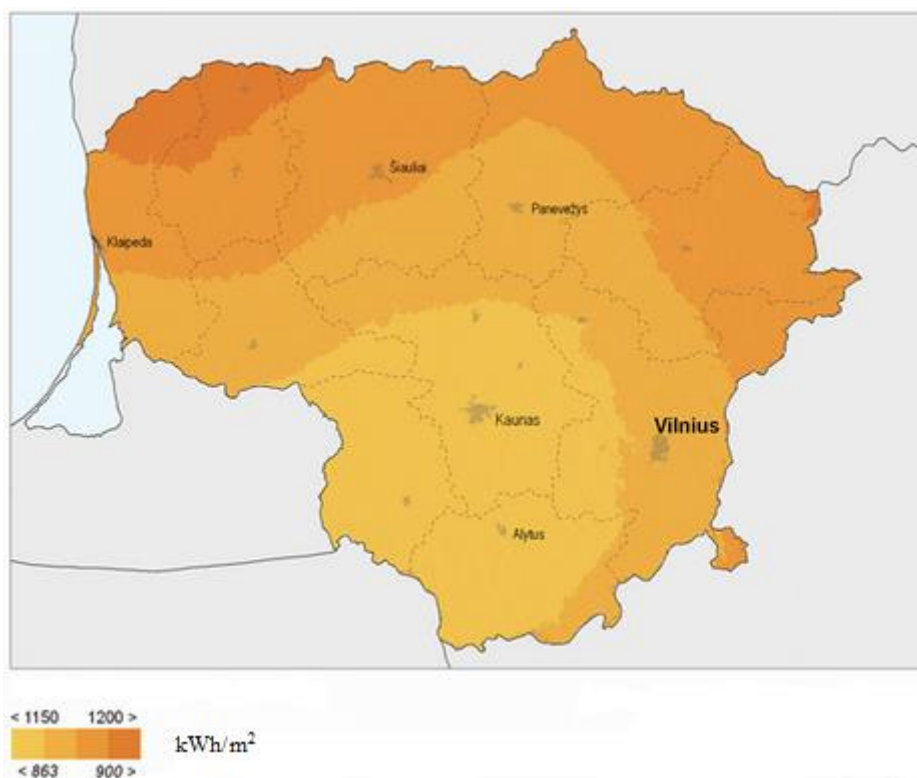 Šiauliai
Panevėžys
Klaipeda
Kaunas
Vilnius
Alytus
< 1150 1200 >
kWh/m²
< 863 900 >